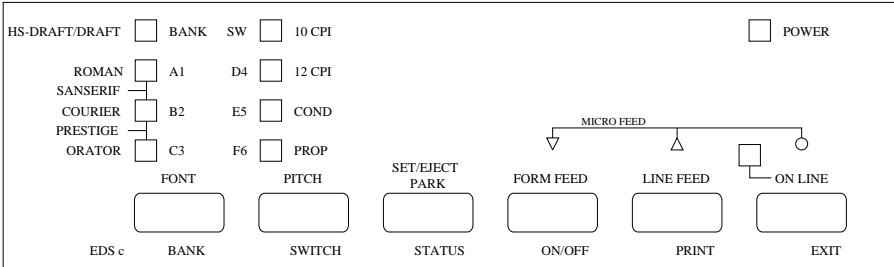 HS-DRAFT/DRAFT BANK SW 10 CPI POWER
ROMAN A1 D4 12 CPI
SANSERIF
COURIER B2 E5 COND
PRESTIGE
MICRO FEED
ORATOR C3 F6 PROP
SET/EJECT
FONT PITCH PARK FORM FEED LINE FEED ON LINE
EDS c BANK SWITCH STATUS ON/OFF PRINT EXIT